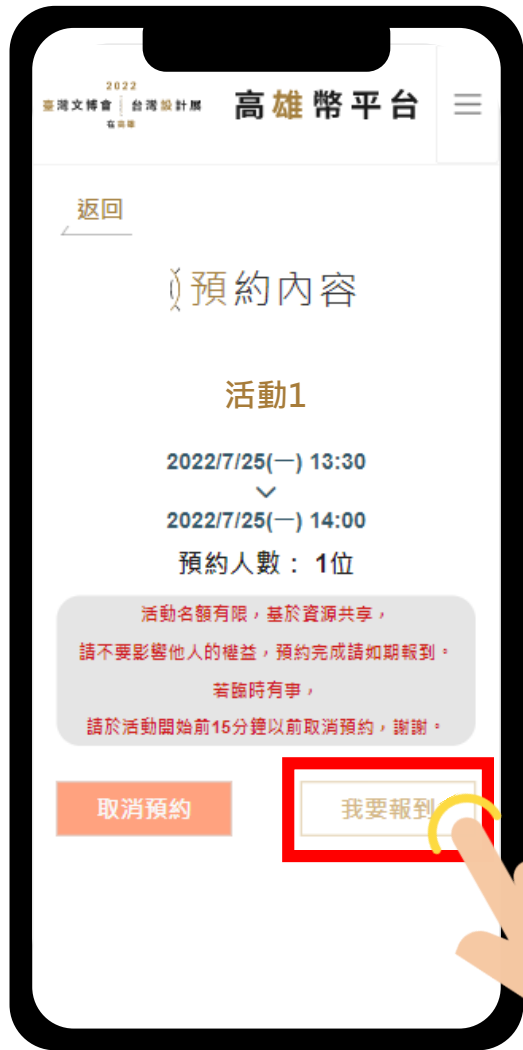 2022
臺灣文博會 台灣設計展
在高雄
高雄幣平台
返回
預約內容
活動1
2022/7/25(一) 13:30
2022/7/25(一) 14:00
預約人數： 1位
活動名額有限，基於資源共享，
請不要影響他人的權益，預約完成請如期報到。
若臨時有事，
請於活動開始前15分鐘以前取消預約，謝謝。
取消預約
我要報到